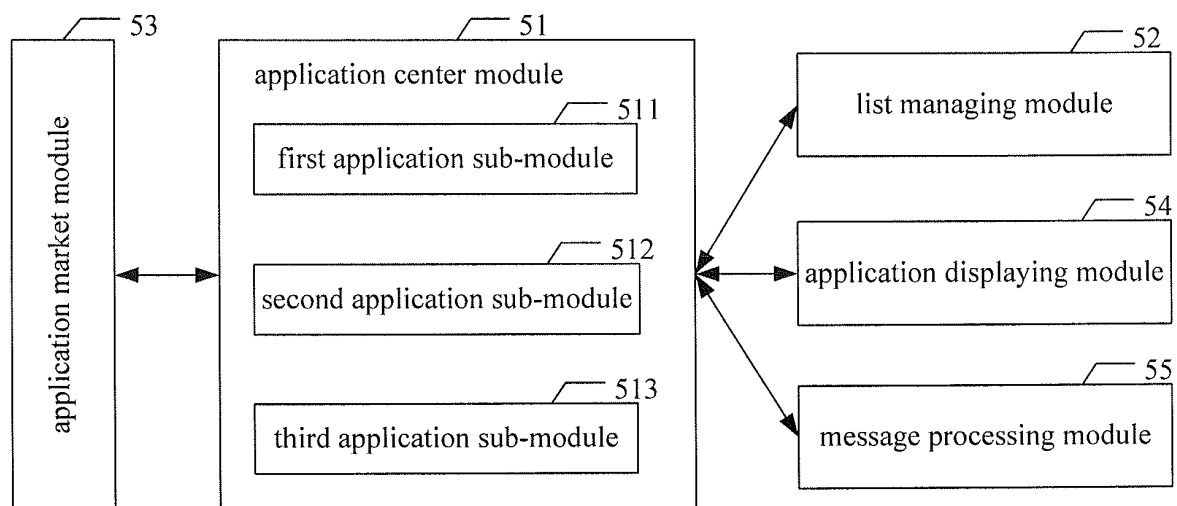 53
application market module
51
application center module
511
first application sub-module
512
second application sub-module
513
third application sub-module
52
list managing module
54
application displaying module
55
message processing module